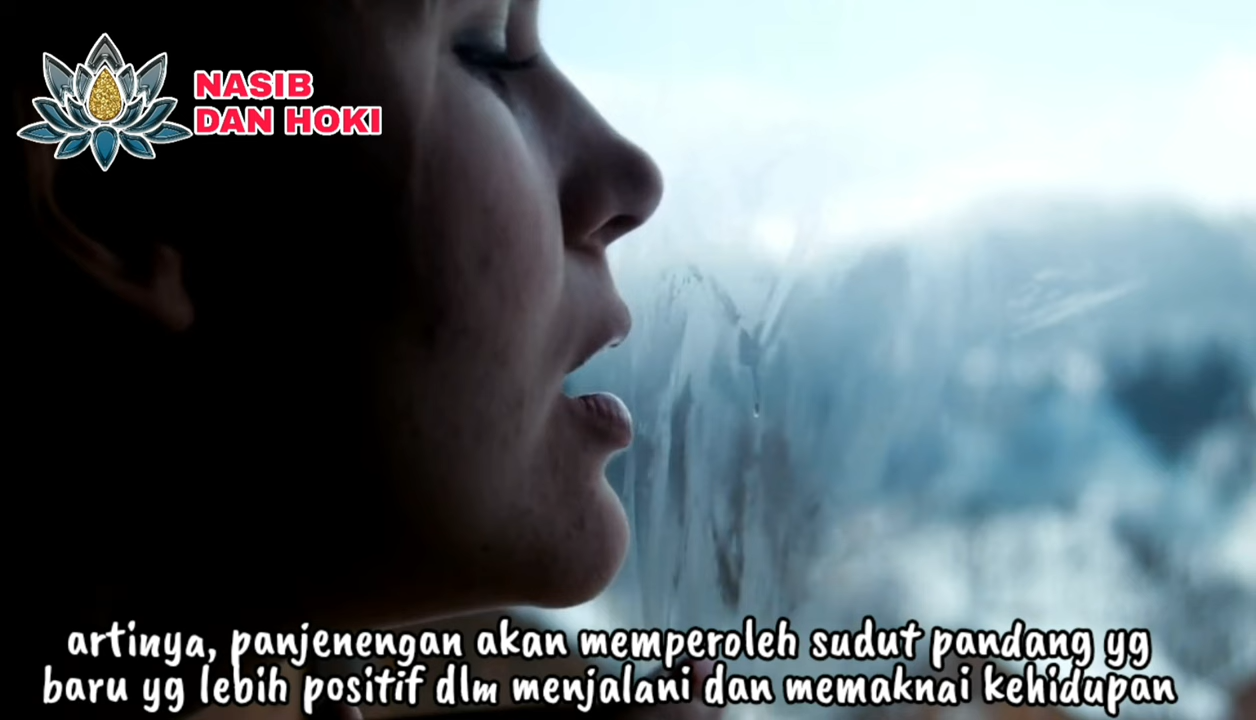 NASIB
DAN HOKI
artinya, panjenengan akan memperoleh sudut pandang yg
baru yg lebih positif dlm menjalani dan memaknai kehidupan